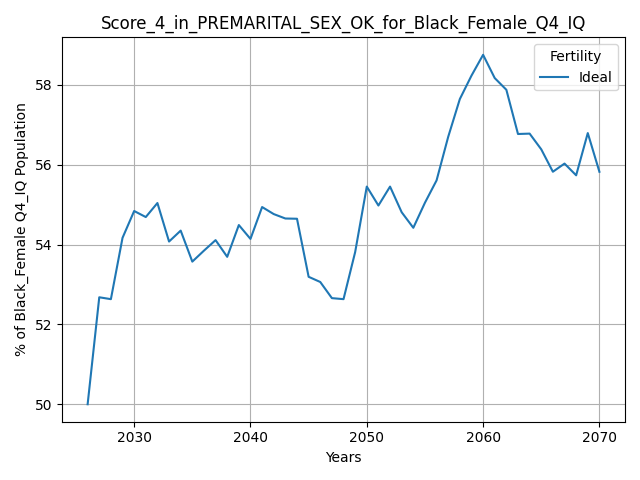 Score_4_in_PREMARITAL_SEX_OK_for_Black_Female_Q4_IQ
Fertility
Ideal
% of Black_Female Q4_IQ Population
58
56
54
52
50
2030
2040
2050
2060
2070
Years